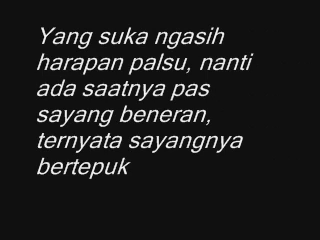 Yang suka ngasih
harapan palsu, nanti
ada saatnya pas
sayang beneran,
ternyata sayangnya
bertepuk